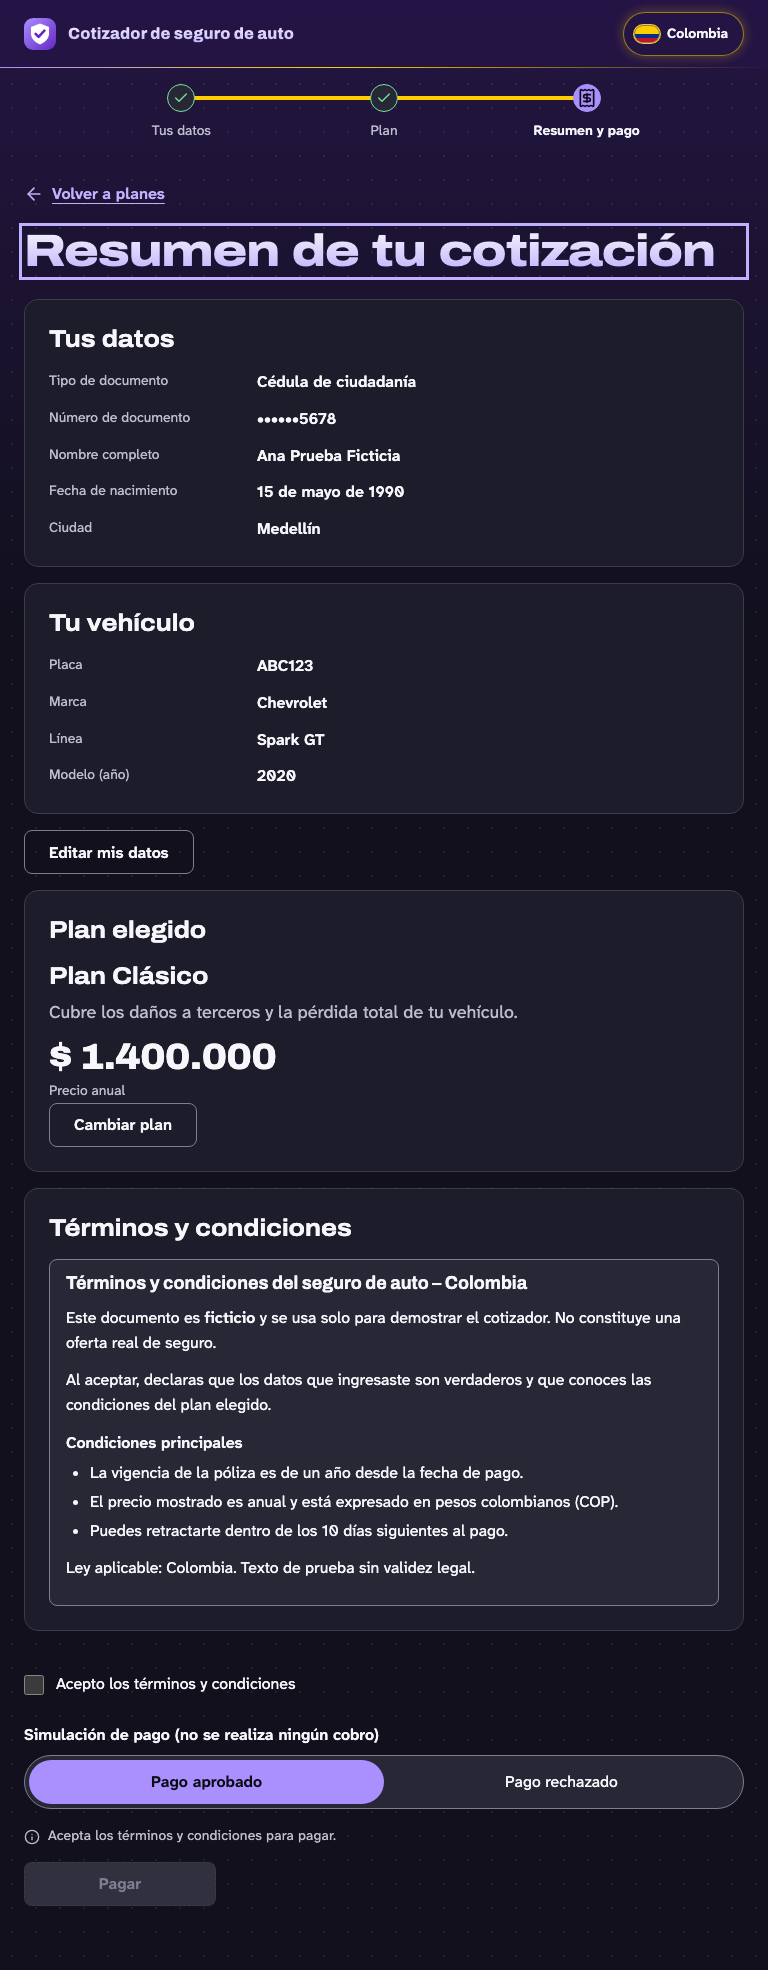 Cotizador de seguro de auto
Colombia
Tus datos
Plan
Resumen y pago
Volver a planes
Resumen de tu cotización
Tus datos
Tipo de documento
Cédula de ciudadanía
Número de documento
••••••5678
Nombre completo
Ana Prueba Ficticia
Fecha de nacimiento
15 de mayo de 1990
Ciudad
Medellín
Tu vehículo
Placa
ABC123
Marca
Chevrolet
Línea
Spark GT
Modelo (año)
2020
Editar mis datos
Plan elegido
Plan Clásico
Cubre los daños a terceros y la pérdida total de tu vehículo.
$ 1.400.000
Precio anual
Cambiar plan
Términos y condiciones
Términos y condiciones del seguro de auto – Colombia
Este documento es ficticio y se usa solo para demostrar el cotizador. No constituye una
oferta real de seguro.
Al aceptar, declaras que los datos que ingresaste son verdaderos y que conoces las
condiciones del plan elegido.
Condiciones principales
• La vigencia de la póliza es de un año desde la fecha de pago.
• El precio mostrado es anual y está expresado en pesos colombianos (COP).
• Puedes retractarte dentro de los 10 días siguientes al pago.
Ley aplicable: Colombia. Texto de prueba sin validez legal.
Acepto los términos y condiciones
Simulación de pago (no se realiza ningún cobro)
Pago aprobado
Pago rechazado
Acepta los términos y condiciones para pagar.
Pagar